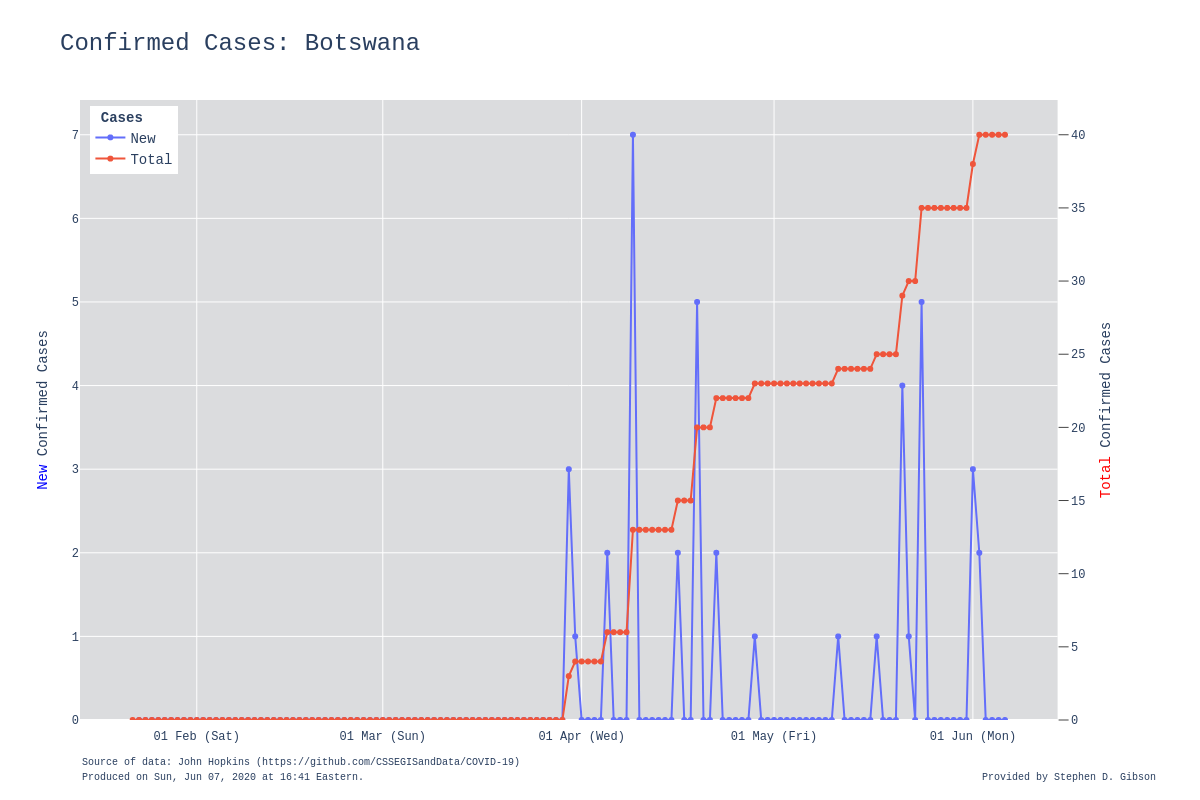 Confirmed Cases: Botswana
Cases
New
Total
7
6
5
4
3
2
1
0
New Confirmed Cases
40
35
30
25
20
15
10
5
0
Total Confirmed Cases
01 Feb (Sat)
01 Mar (Sun)
01 Apr (Wed)
01 May (Fri)
01 Jun (Mon)
Source of data: John Hopkins (https://github.com/CSSEGISandData/COVID-19)
Produced on Sun, Jun 07, 2020 at 16:41 Eastern.
Provided by Stephen D. Gibson